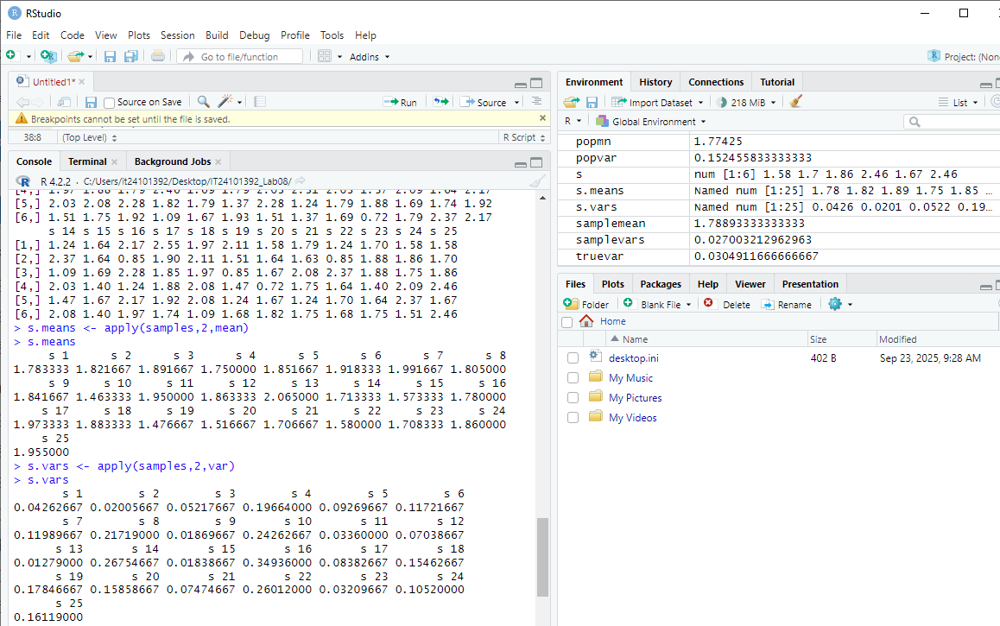 RStudio
File Edit Code View Plots Session Build Debug Profile Tools Help
Go to file/function
Addins
Project: (Non
Untitled1*
Source on Save
Run
Source
Breakpoints cannot be set until the file is saved.
38:8
(Top Level)
R Script
Console Terminal Background Jobs
R 4.2.2 · C:/Users/it24101392/Desktop/IT24101392_Lab08/
[5,] 2.03 2.08 2.28 1.82 1.79 1.37 2.28 1.24 1.79 1.88 1.69 1.74 1.92
[6,] 1.51 1.75 1.92 1.09 1.67 1.93 1.51 1.37 1.69 0.72 1.79 2.37 2.17
s 14 s 15 s 16 s 17 s 18 s 19 s 20 s 21 s 22 s 23 s 24 s 25
[1,] 1.24 1.64 2.17 2.55 1.97 2.11 1.58 1.79 1.24 1.70 1.58 1.58
[2,] 2.37 1.64 0.85 1.90 2.11 1.51 1.64 1.63 0.85 1.88 1.86 1.70
[3,] 1.09 1.69 2.28 1.85 1.97 0.85 1.67 2.08 2.37 1.88 1.75 1.86
[4,] 2.03 1.40 1.24 1.88 2.08 1.47 0.72 1.75 1.64 1.40 2.09 2.46
[5,] 1.47 1.67 2.17 1.92 2.08 1.24 1.67 1.24 1.70 1.64 2.37 1.67
[6,] 2.08 1.40 1.97 1.74 1.09 1.68 1.82 1.75 1.68 1.75 1.51 2.46
> s.means <- apply(samples,2,mean)
> s.means
s 1 s 2 s 3 s 4 s 5 s 6 s 7 s 8
1.783333 1.821667 1.891667 1.750000 1.851667 1.918333 1.991667 1.805000
s 9 s 10 s 11 s 12 s 13 s 14 s 15 s 16
1.841667 1.463333 1.950000 1.863333 2.065000 1.713333 1.573333 1.780000
s 17 s 18 s 19 s 20 s 21 s 22 s 23 s 24
1.973333 1.883333 1.476667 1.516667 1.706667 1.580000 1.708333 1.860000
s 25
1.955000
> s.vars <- apply(samples,2,var)
> s.vars
s 1 s 2 s 3 s 4 s 5 s 6
0.04262667 0.02005667 0.05217667 0.19664000 0.09269667 0.11721667
s 7 s 8 s 9 s 10 s 11 s 12
0.11989667 0.21719000 0.01869667 0.24262667 0.03360000 0.07038667
s 13 s 14 s 15 s 16 s 17 s 18
0.01279000 0.26754667 0.01838667 0.34936000 0.08382667 0.15462667
s 19 s 20 s 21 s 22 s 23 s 24
0.17846667 0.15858667 0.07474667 0.26012000 0.03209667 0.10520000
s 25
0.16119000
Environment History Connections Tutorial
Import Dataset 218 MiB List
R Global Environment
popmn 1.77425
popvar 0.152455833333333
s num [1:6] 1.58 1.7 1.86 2.46 1.67 2.46
s.means Named num [1:25] 1.78 1.82 1.89 1.75 1.85 …
s.vars Named num [1:25] 0.0426 0.0201 0.0522 0.19…
samplemean 1.78893333333333
samplevars 0.027003212962963
truevar 0.0304911666666667
Files Plots Packages Help Viewer Presentation
Folder Blank File Delete Rename
Home
Name Size Modified
desktop.ini 402 B Sep 23, 2025, 9:28 AM
My Music
My Pictures
My Videos